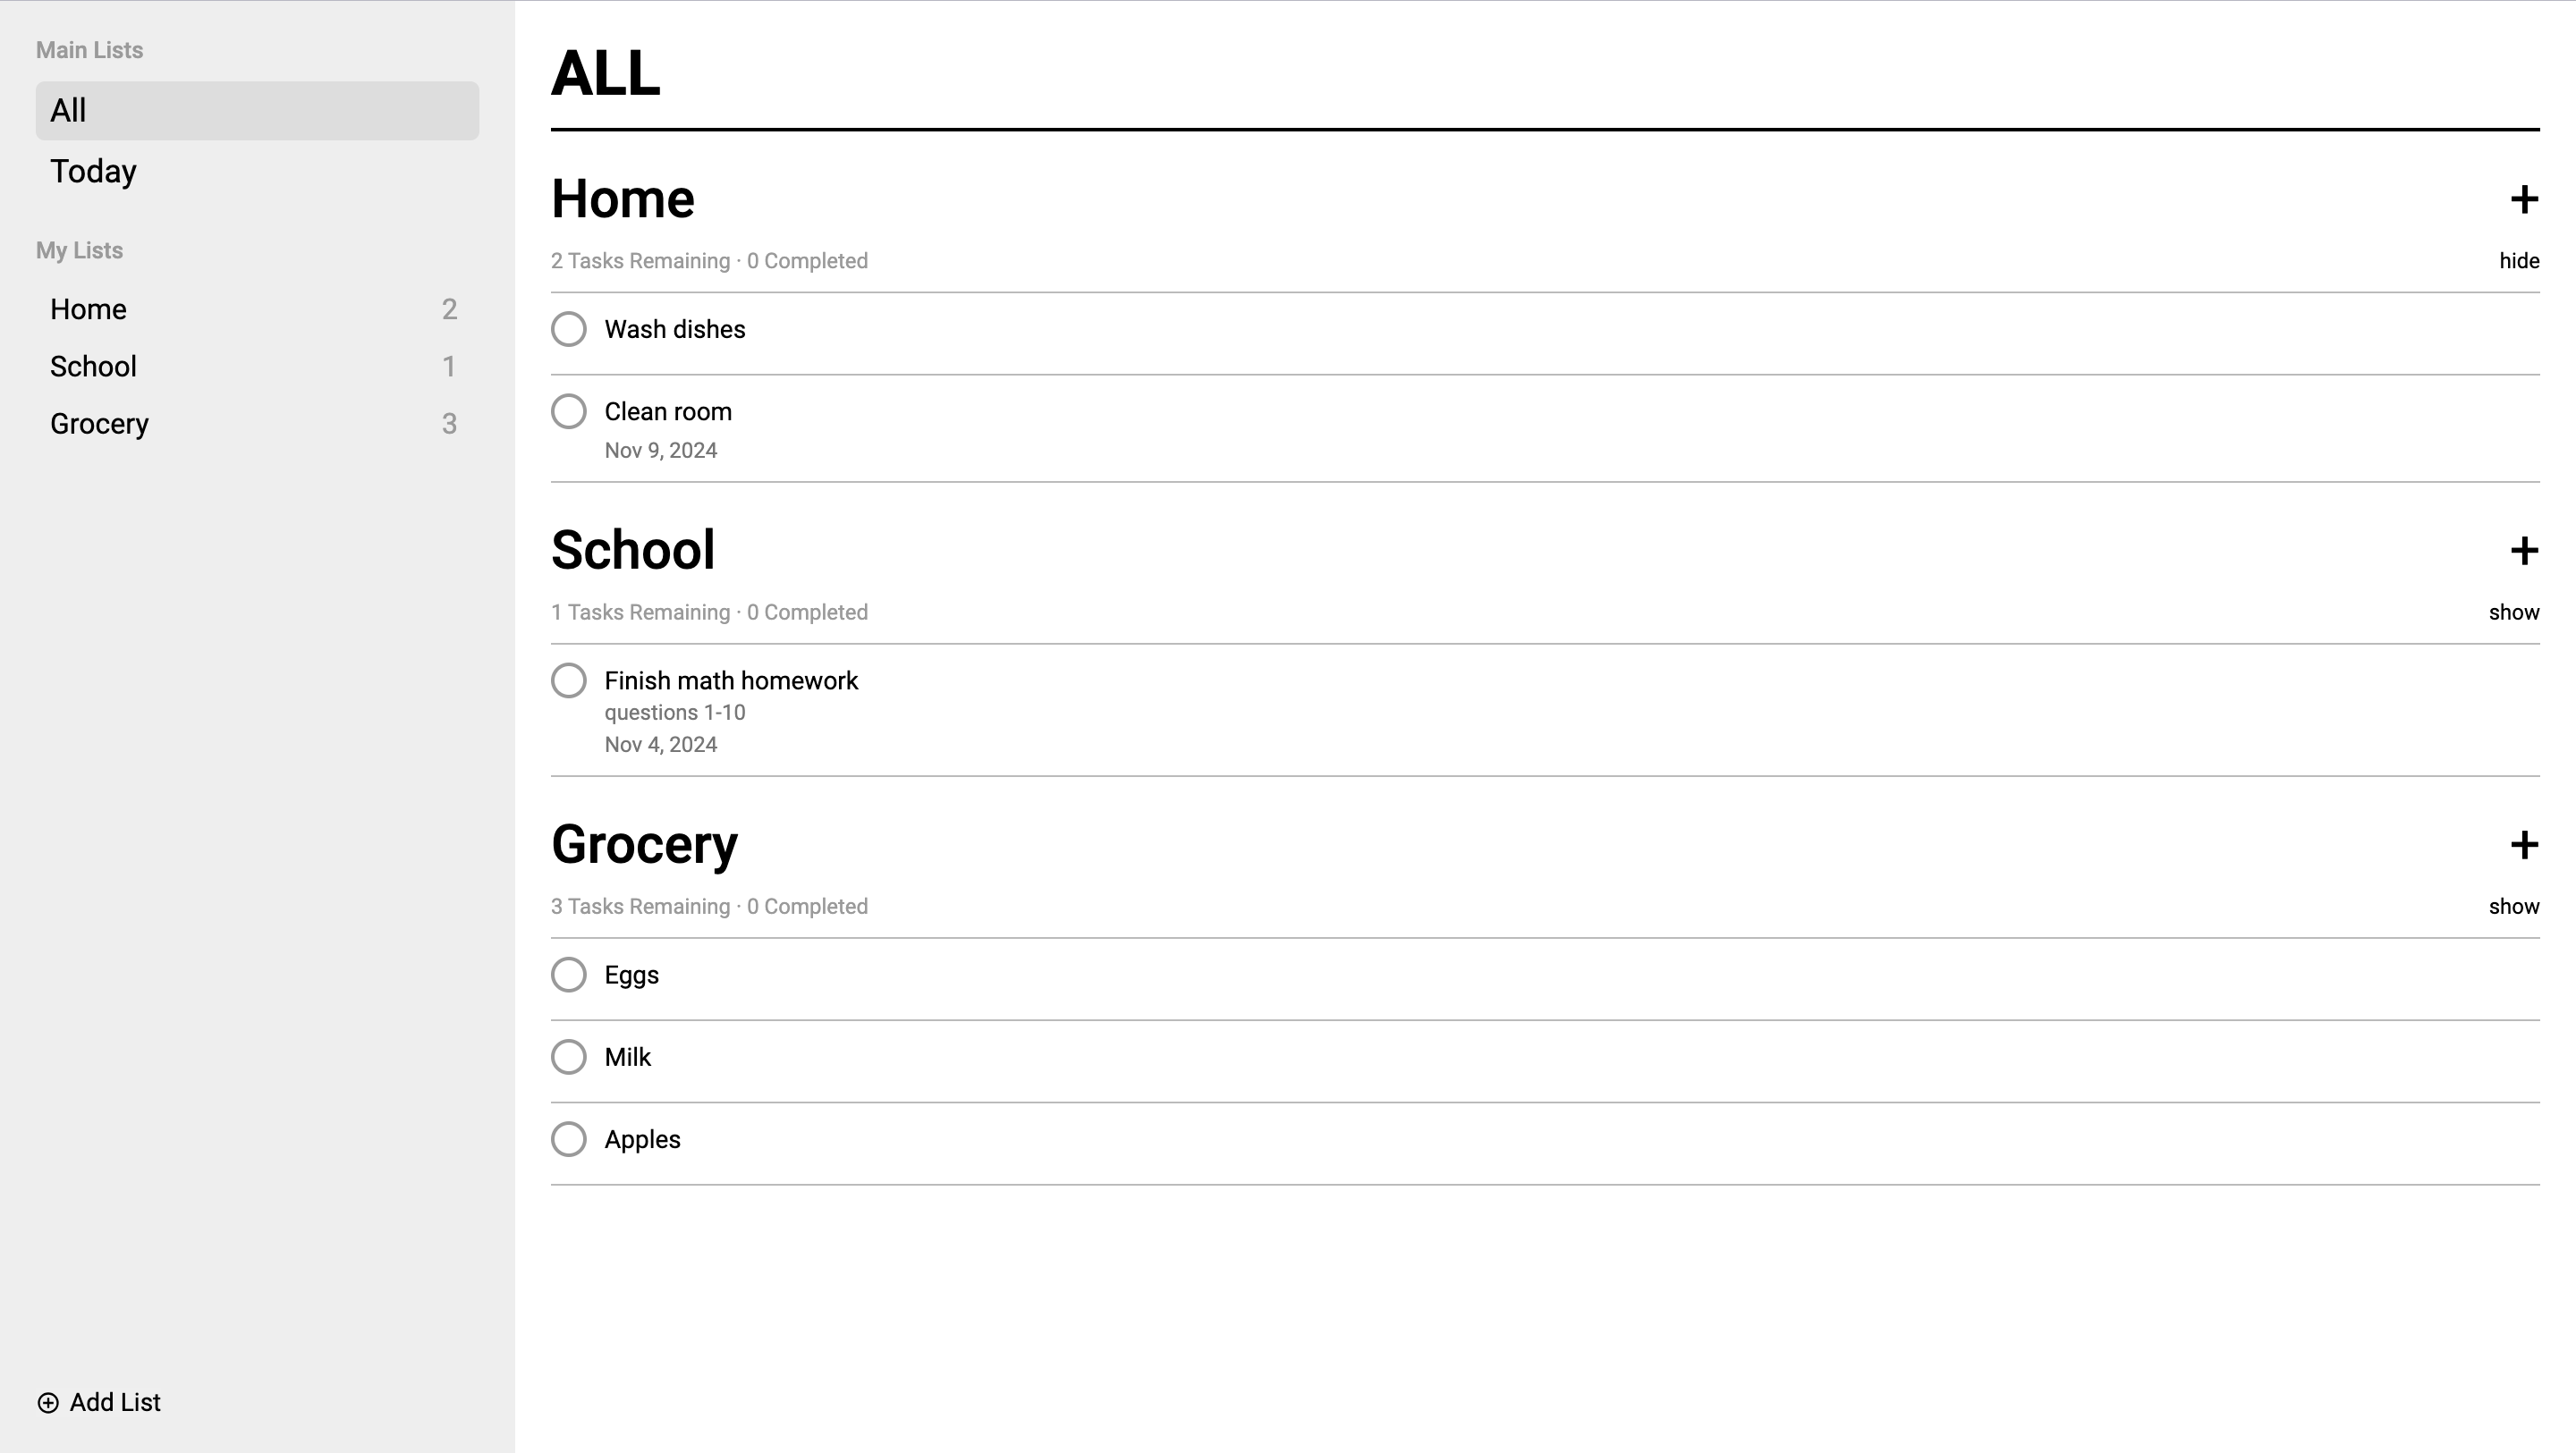 Main Lists
All
Today
My Lists
Home 2
School 1
Grocery 3
Add List
ALL
Home
2 Tasks Remaining · 0 Completed hide
Wash dishes
Clean room
Nov 9, 2024
School
1 Tasks Remaining · 0 Completed show
Finish math homework
questions 1-10
Nov 4, 2024
Grocery
3 Tasks Remaining · 0 Completed show
Eggs
Milk
Apples